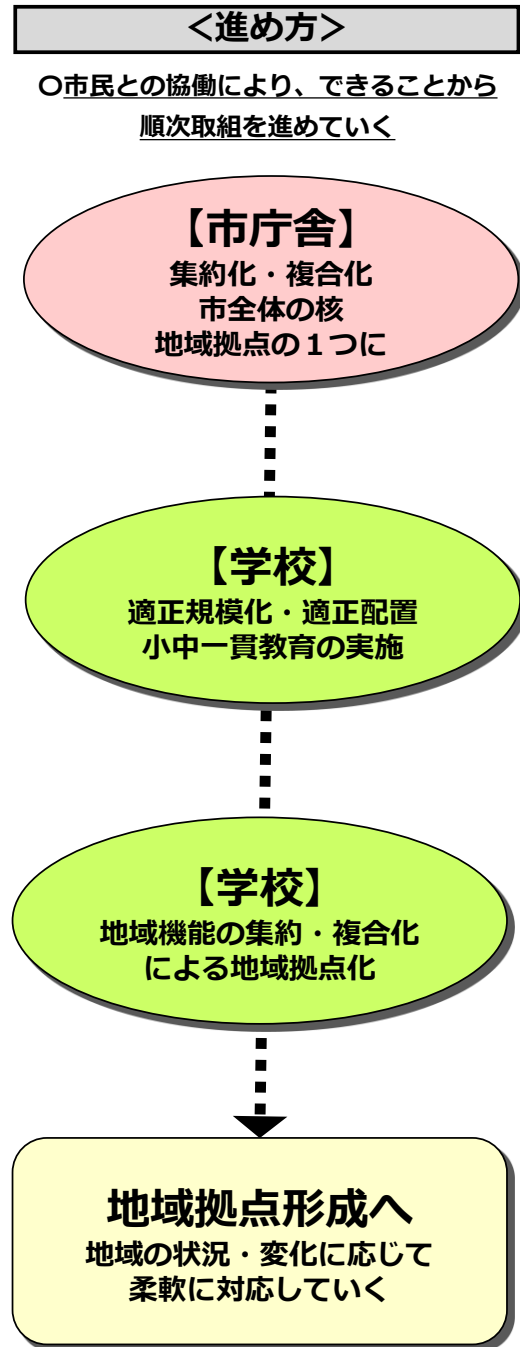 ＜進め方＞
〇市民との協働により、できることから
順次取組を進めていく
【市庁舎】
集約化・複合化
市全体の核
地域拠点の１つに
【学校】
適正規模化・適正配置
小中一貫教育の実施
【学校】
地域機能の集約・複合化
による地域拠点化
地域拠点形成へ
地域の状況・変化に応じて
柔軟に対応していく